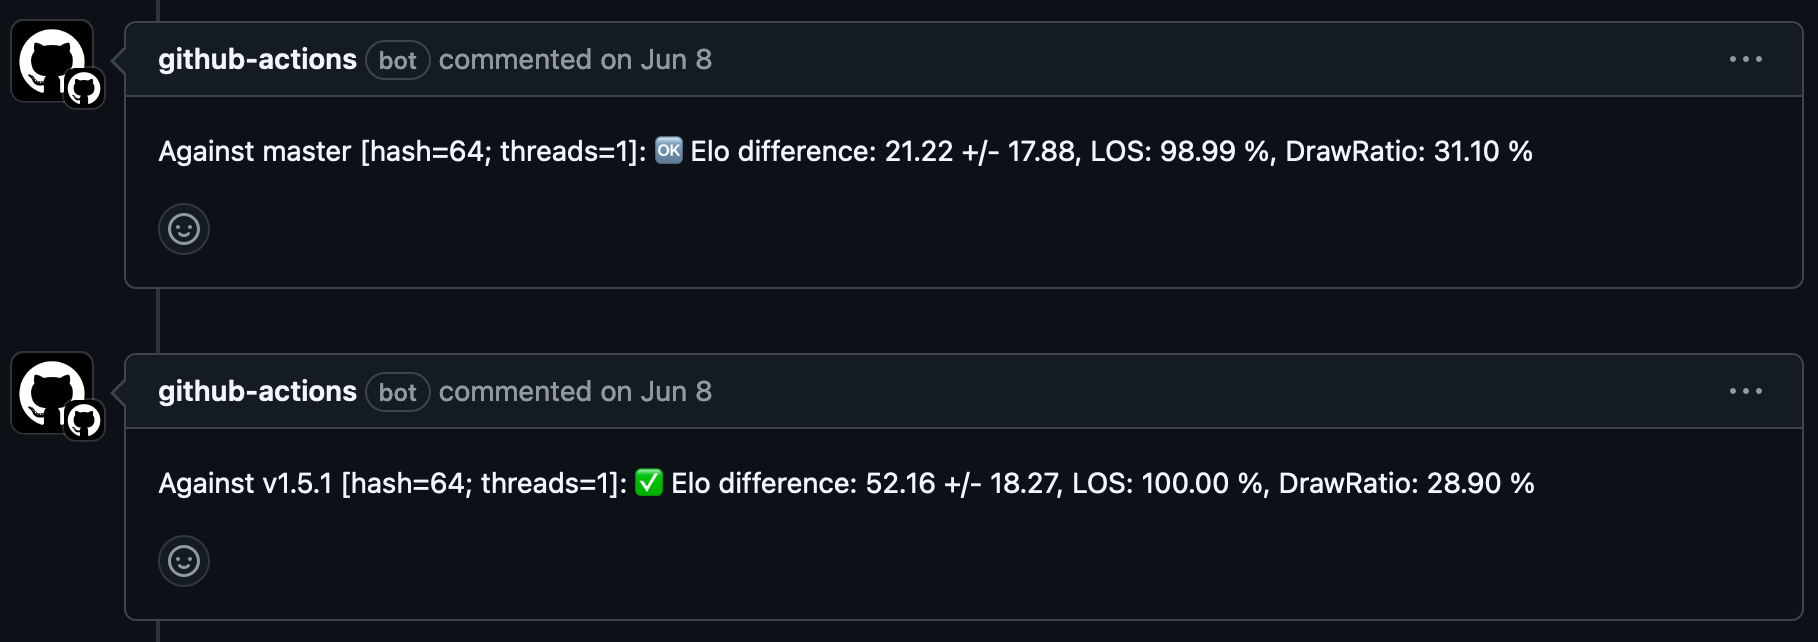 github-actions bot commented on Jun 8
Against master [hash=64; threads=1]: 🆗 Elo difference: 21.22 +/- 17.88, LOS: 98.99 %, DrawRatio: 31.10 %
github-actions bot commented on Jun 8
Against v1.5.1 [hash=64; threads=1]: ✅ Elo difference: 52.16 +/- 18.27, LOS: 100.00 %, DrawRatio: 28.90 %